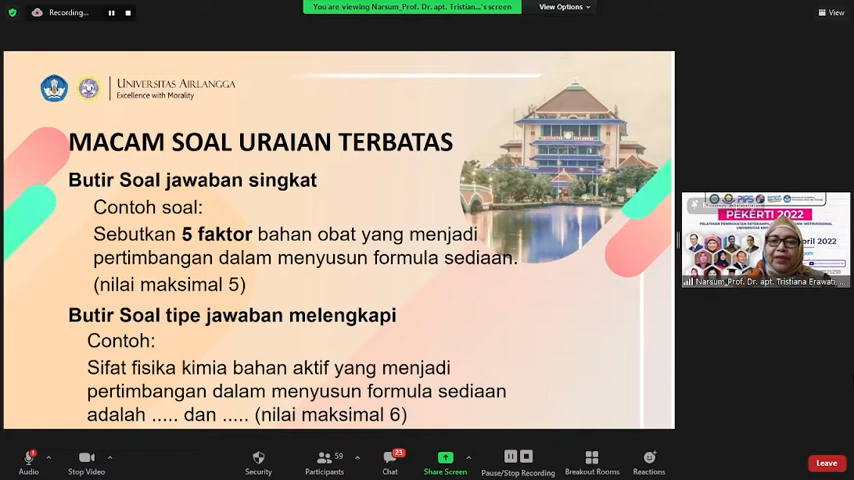 Recording...
You are viewing Narsum_Prof. Dr. apt. Tristian...'s screen
View Options
View
UNIVERSITAS AIRLANGGA
Excellence with Morality
MACAM SOAL URAIAN TERBATAS
Butir Soal jawaban singkat
Contoh soal:
Sebutkan 5 faktor bahan obat yang menjadi
pertimbangan dalam menyusun formula sediaan.
(nilai maksimal 5)
Butir Soal tipe jawaban melengkapi
Contoh:
Sifat fisika kimia bahan aktif yang menjadi
pertimbangan dalam menyusun formula sediaan
adalah ..... dan ..... (nilai maksimal 6)
PEKERTI 2022
April 2022
Narsum_Prof. Dr. apt. Tristiana Erawati...
Audio
Stop Video
Security
59
Participants
23
Chat
Share Screen
Pause/Stop Recording
Breakout Rooms
Reactions
Leave